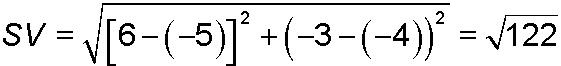 SV = √([6−(−5)]² + (−3−(−4))²) = √122